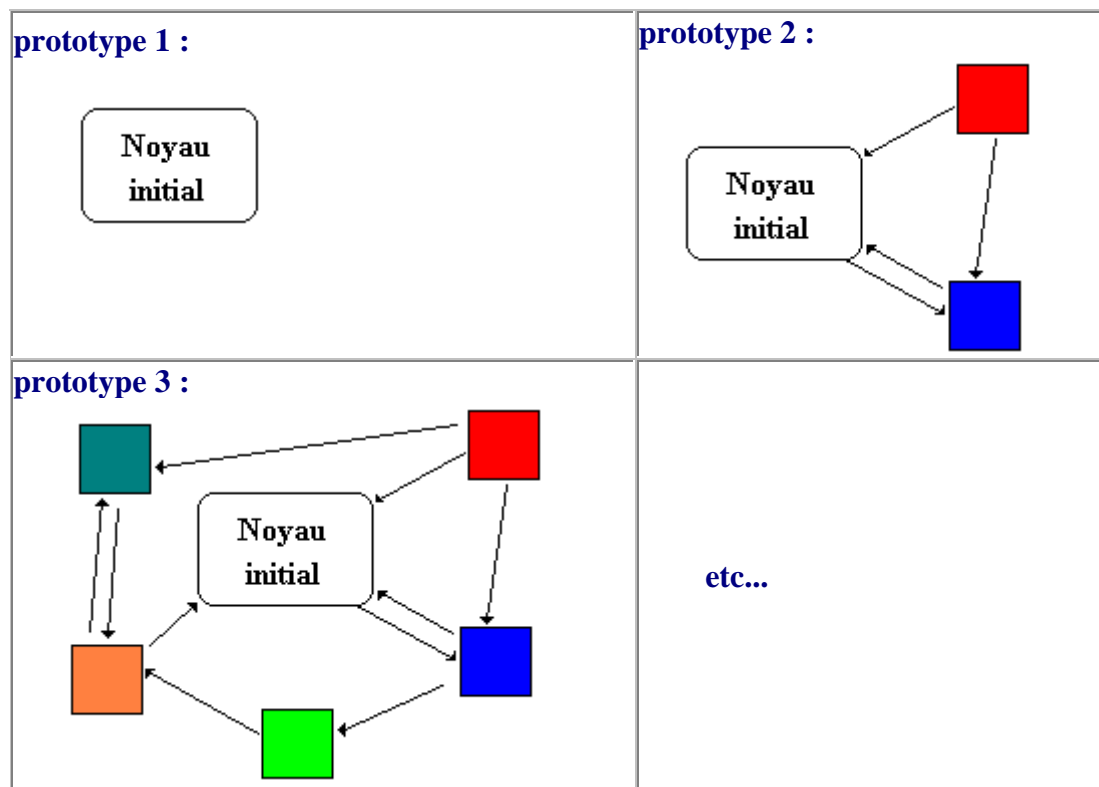 prototype 1 :
Noyau
initial
prototype 2 :
Noyau
initial
prototype 3 :
Noyau
initial
etc...